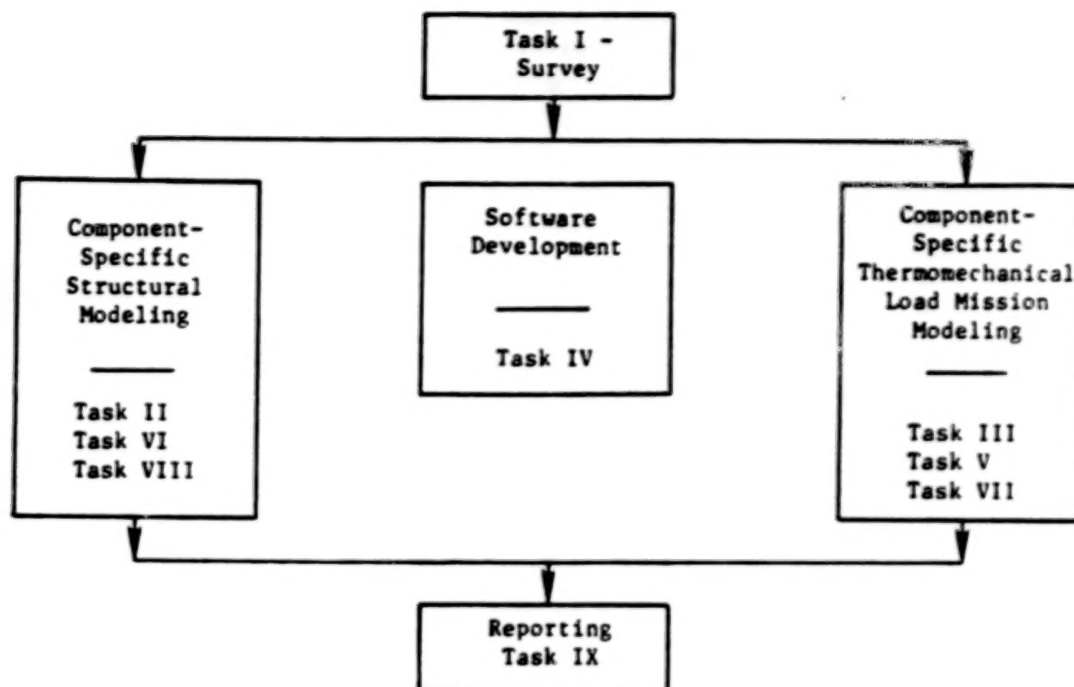 Task I -
Survey
Component-
Specific
Structural
Modeling
Task II
Task VI
Task VIII
Software
Development
Task IV
Component-
Specific
Thermomechanical
Load Mission
Modeling
Task III
Task V
Task VII
Reporting
Task IX